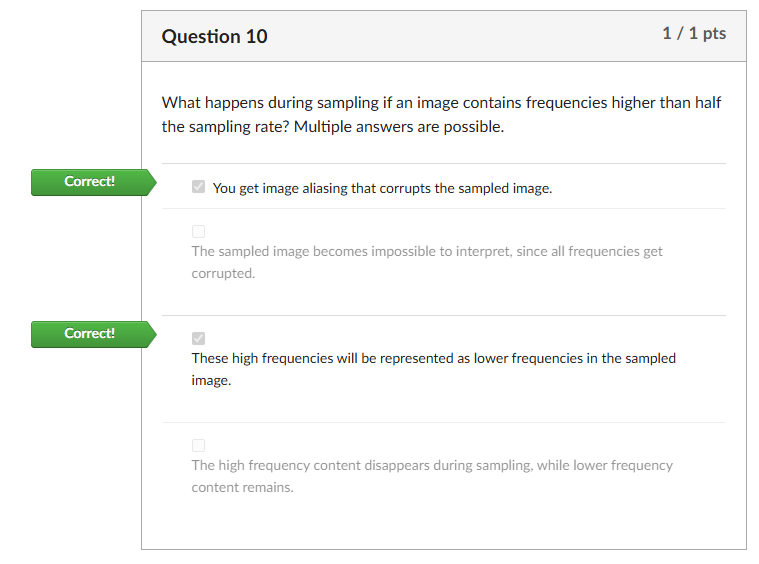 Question 10
1 / 1 pts
What happens during sampling if an image contains frequencies higher than half
the sampling rate? Multiple answers are possible.
Correct!
You get image aliasing that corrupts the sampled image.
The sampled image becomes impossible to interpret, since all frequencies get
corrupted.
Correct!
These high frequencies will be represented as lower frequencies in the sampled
image.
The high frequency content disappears during sampling, while lower frequency
content remains.